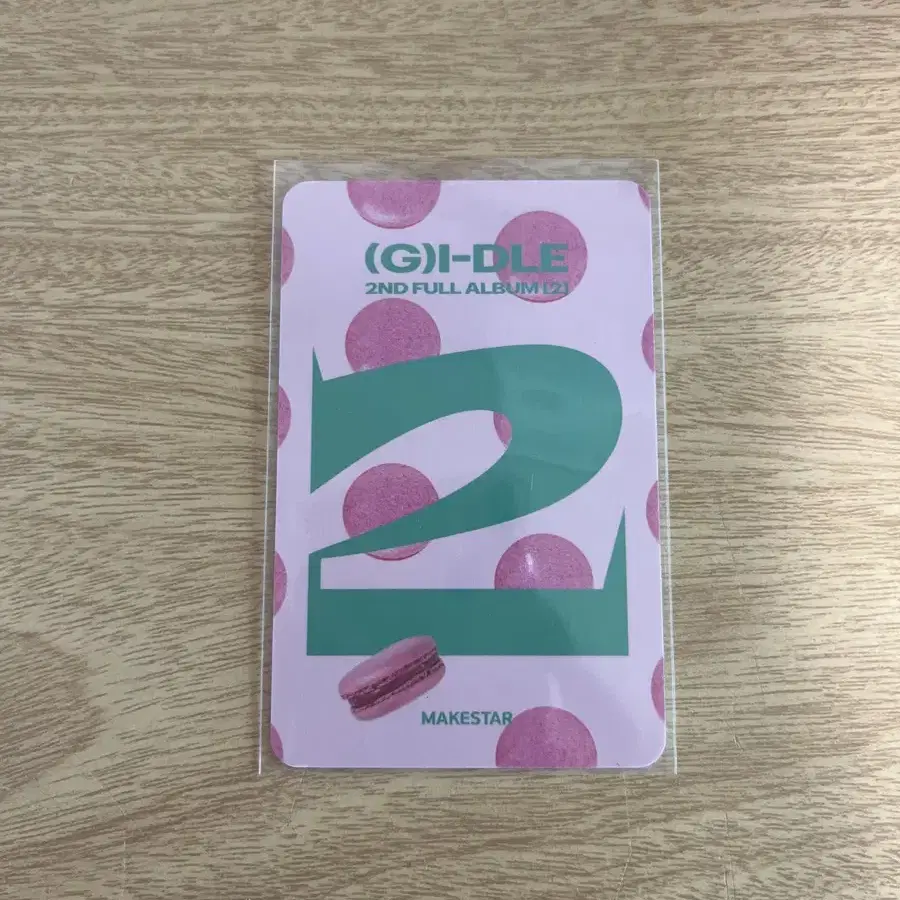 (G)I-DLE
2ND FULL ALBUM [2]
2
MAKESTAR